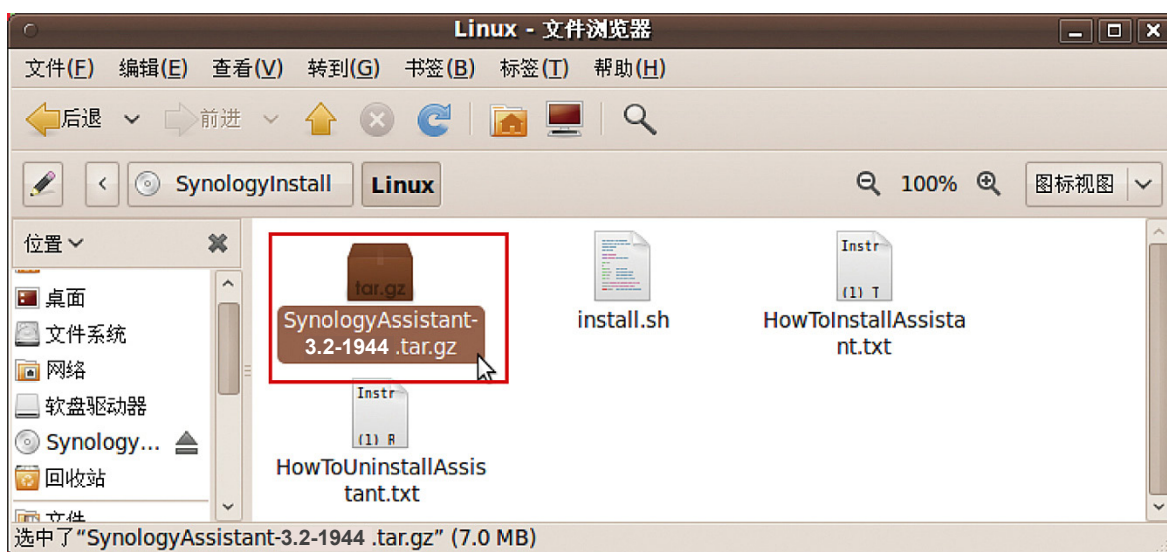 Linux - 文件浏览器
文件(F) 编辑(E) 查看(V) 转到(G) 书签(B) 标签(T) 帮助(H)
后退 前进
SynologyInstall Linux 100% 图标视图
位置
桌面
文件系统
网络
软盘驱动器
Synology...
回收站
文件
tar.gz
SynologyAssistant-
3.2-1944 .tar.gz
install.sh
Instr
(1) T
HowToInstallAssista
nt.txt
Instr
(1) R
HowToUninstallAssis
tant.txt
选中了“SynologyAssistant-3.2-1944 .tar.gz” (7.0 MB)